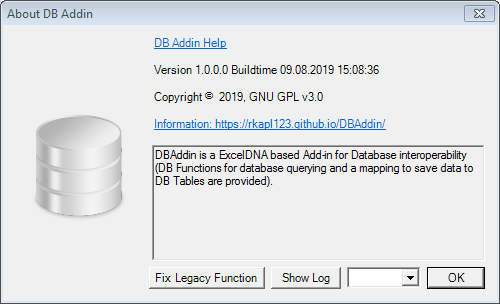 About DB Addin
DB Addin Help
Version 1.0.0.0 Buildtime 09.08.2019 15:08:36
Copyright © 2019, GNU GPL v3.0
Information: https://rkapl123.github.io/DBAddin/
DBAddin is a ExcelDNA based Add-in for Database interoperability
(DB Functions for database querying and a mapping to save data to
DB Tables are provided).
Fix Legacy Function Show Log OK